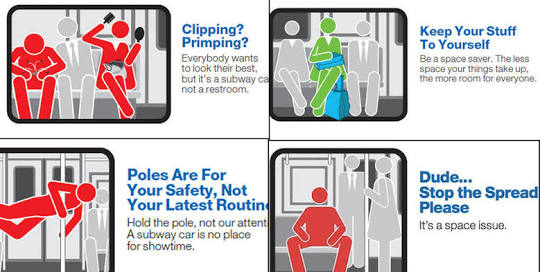 Clipping?
Primping?
Everybody wants
to look their best,
but it's a subway ca
not a restroom.
Keep Your Stuff
To Yourself
Be a space saver. The less
space your things take up,
the more room for everyone.
Poles Are For
Your Safety, Not
Your Latest Routin
Hold the pole, not our attent
A subway car is no place
for showtime.
Dude...
Stop the Spread
Please
It's a space issue.